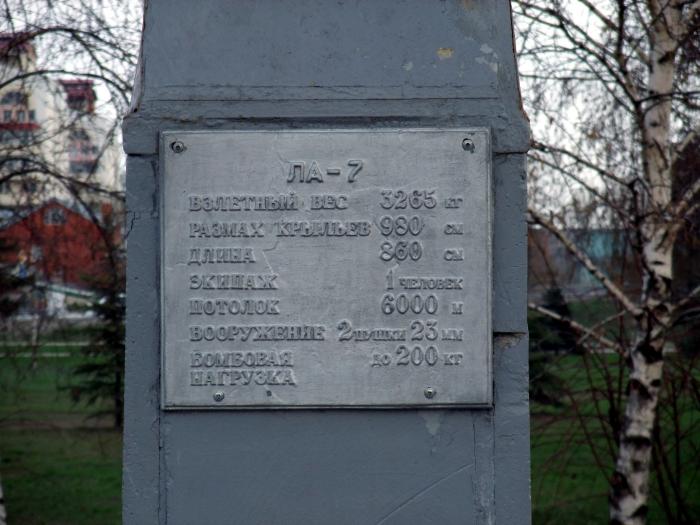 ЛА-7
ВЗЛЕТНЫЙ ВЕС 3265 КГ
РАЗМАХ КРЫЛЬЕВ 980 СМ
ДЛИНА 860 СМ
ЭКИПАЖ 1 ЧЕЛОВЕК
ПОТОЛОК 6000 М
ВООРУЖЕНИЕ 2 ПУШКИ 23 ММ
БОМБОВАЯ ДО 200 КГ
НАГРУЗКА